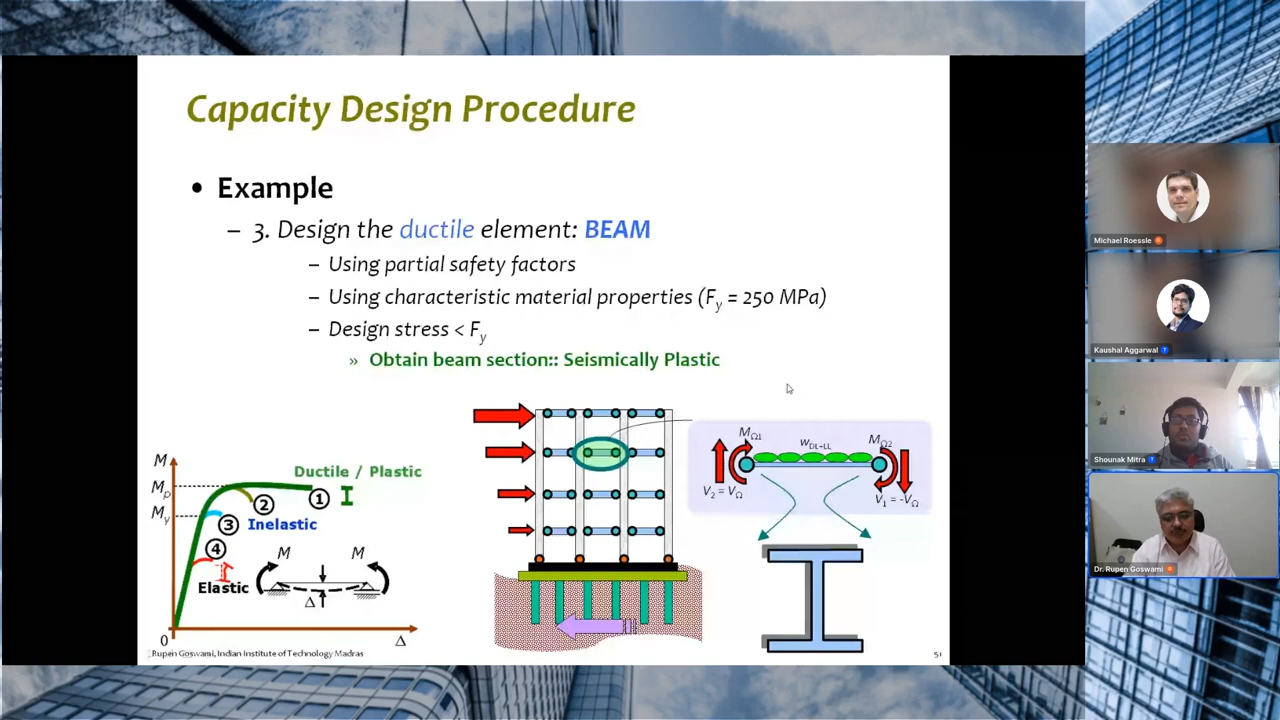 Capacity Design Procedure
• Example
– 3. Design the ductile element: BEAM
– Using partial safety factors
– Using characteristic material properties (Fy = 250 MPa)
– Design stress < Fy
» Obtain beam section:: Seismically Plastic
M
Mp
My
0
Δ
Ductile / Plastic
1
2
Inelastic
3
4
Elastic
M
M
Δ
MΩ1
wDL+LL
MΩ2
V2 = VΩ
V1 = -VΩ
Rupen Goswami, Indian Institute of Technology Madras
51
Michael Roessle
Kaushal Aggarwal
Shounak Mitra
Dr. Rupen Goswami